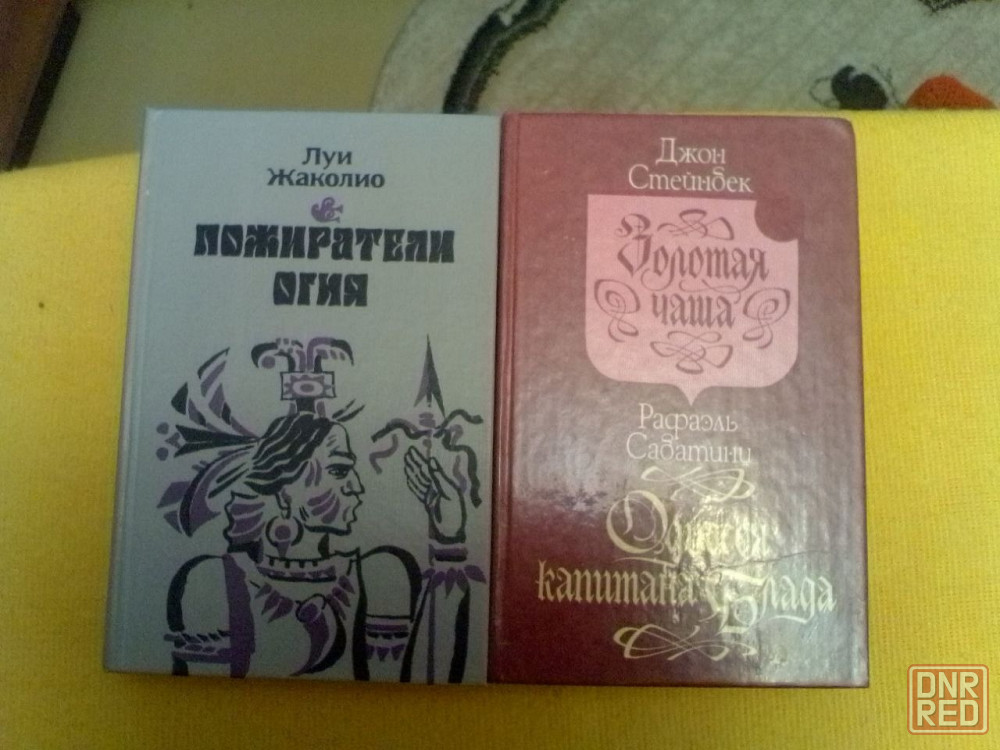 Луи
Жаколио
ПОЖИРАТЕЛИ
ОГНЯ
Джон
Стейнбек
Золотая
чаша
Рафаэль
Сабатини
Одиссея
капитана Блада
DNR
RED